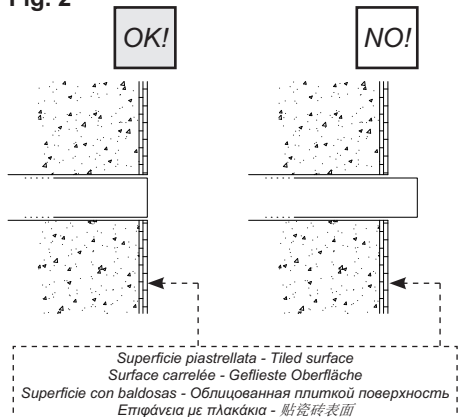 Fig. 2
OK!
NO!
Superficie piastrellata - Tiled surface
Surface carrelée - Geflieste Oberfläche
Superficie con baldosas - Облицованная плиткой поверхность
Επιφάνεια με πλακάκια - 贴瓷砖表面